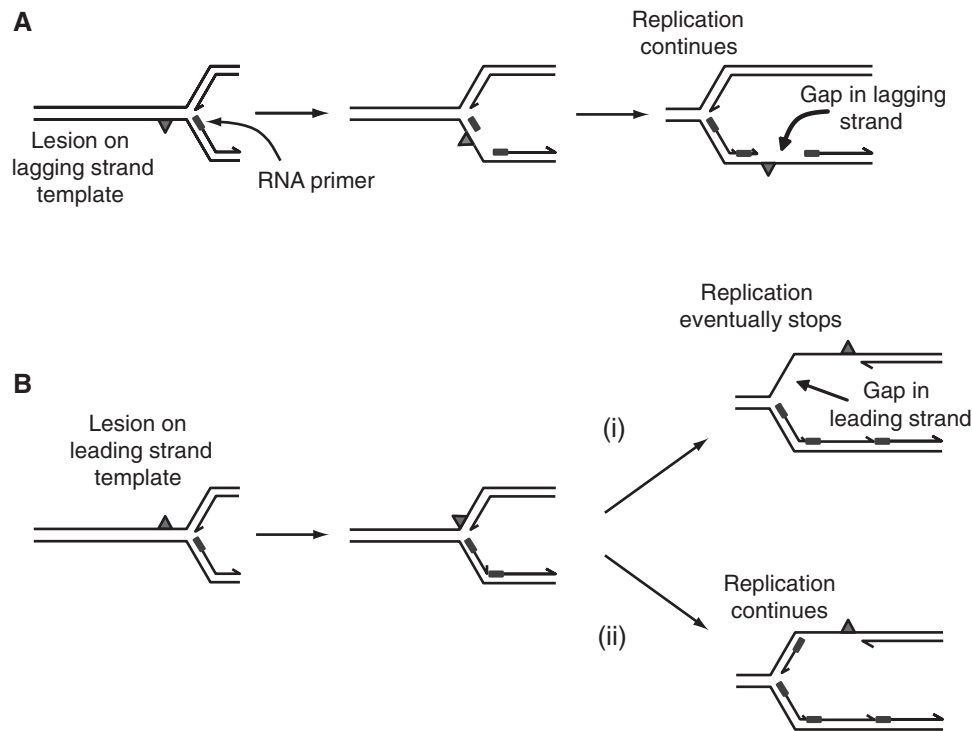 A
Replication
continues
Gap in lagging
strand
Lesion on
lagging strand
template
RNA primer
Replication
eventually stops
B
Gap in
leading strand
Lesion on
leading strand
template
(i)
Replication
continues
(ii)